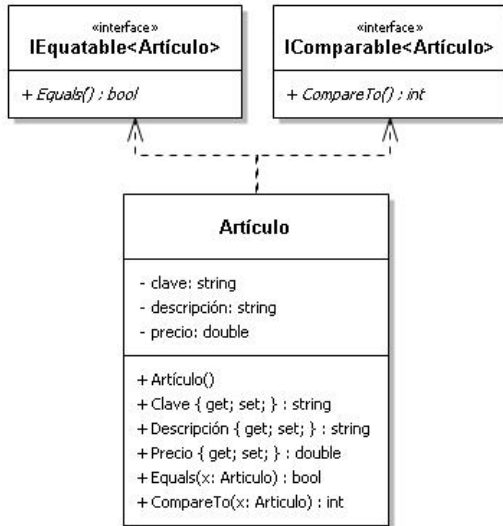 «interface»
IEquatable<Artículo>
+ Equals() : bool
«interface»
IComparable<Artículo>
+ CompareTo() : int
Artículo
- clave: string
- descripción: string
- precio: double
+ Artículo()
+ Clave { get; set; } : string
+ Descripción { get; set; } : string
+ Precio { get; set; } : double
+ Equals(x: Articulo) : bool
+ CompareTo(x: Articulo) : int